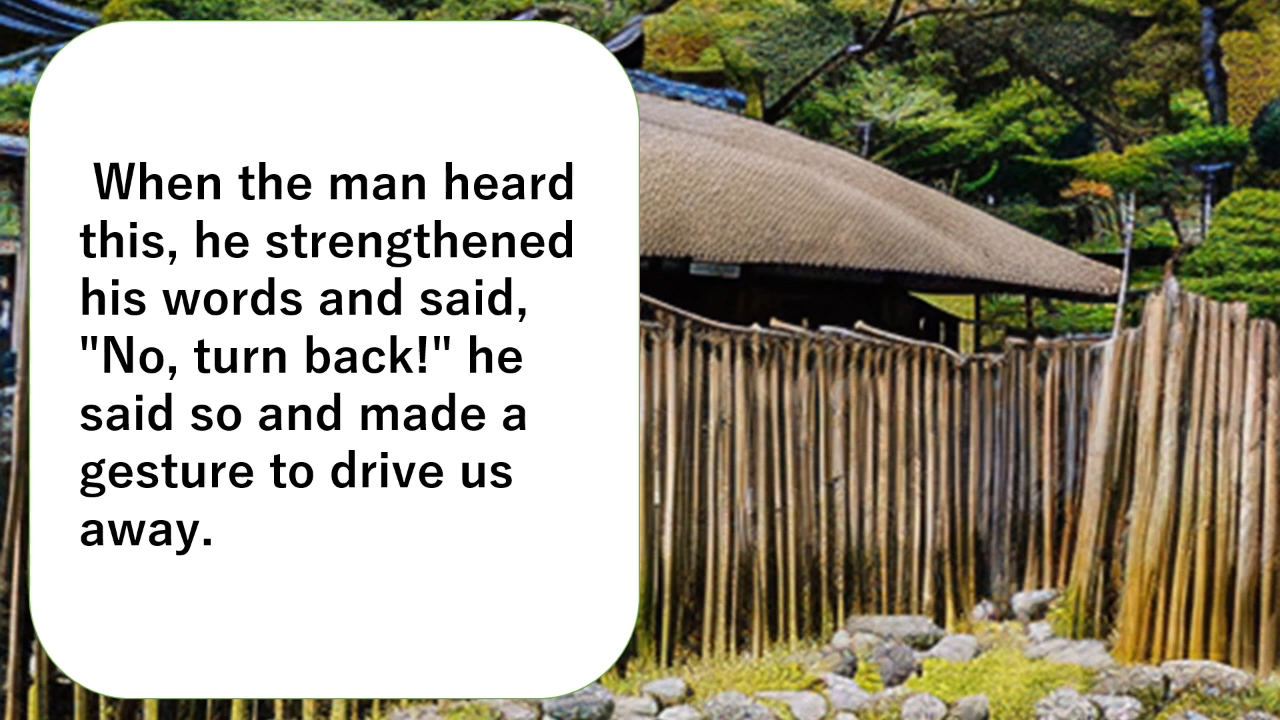 When the man heard
this, he strengthened
his words and said,
"No, turn back!" he
said so and made a
gesture to drive us
away.